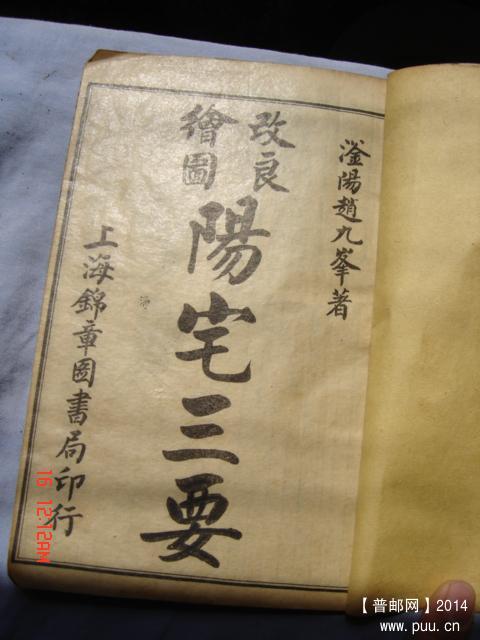 滏陽趙九峯著
改良
繪圖
陽宅三要
上海錦章圖書局印行
16 12:12AM
【普邮网】2014
www.puu.cn